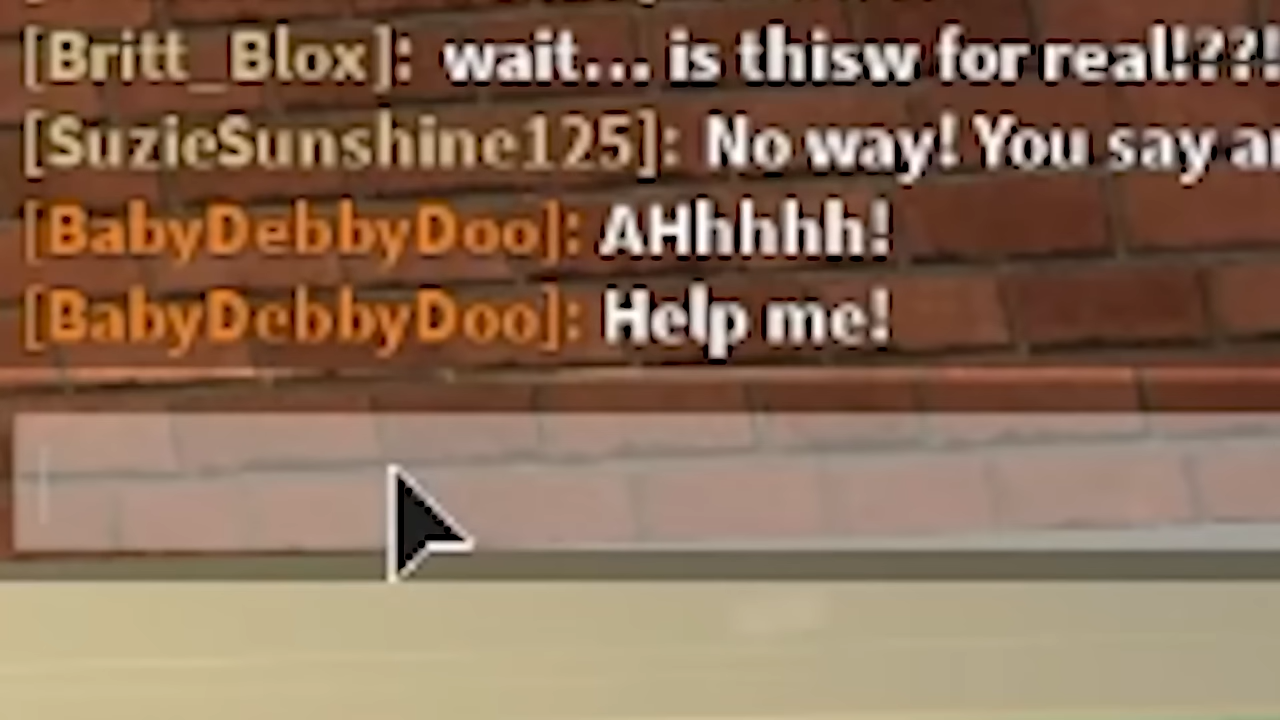 [Britt_Blox]: wait... is thisw for real!??!
[SuzieSunshine125]: No way! You say
[BabyDebbyDoo]: AHhhhh!
[BabyDebbyDoo]: Help me!